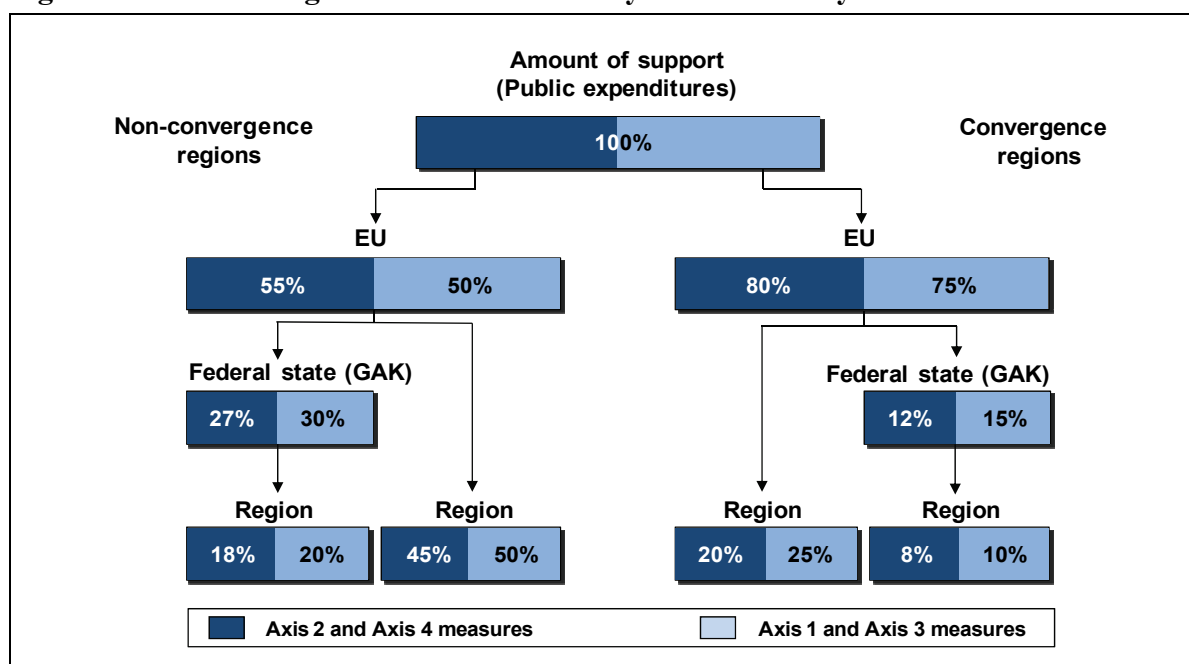 Amount of support
(Public expenditures)
Non-convergence
regions
Convergence
regions
100%
EU
EU
55%
50%
80%
75%
Federal state (GAK)
Federal state (GAK)
27%
30%
12%
15%
Region
Region
Region
Region
18%
20%
45%
50%
20%
25%
8%
10%
Axis 2 and Axis 4 measures
Axis 1 and Axis 3 measures